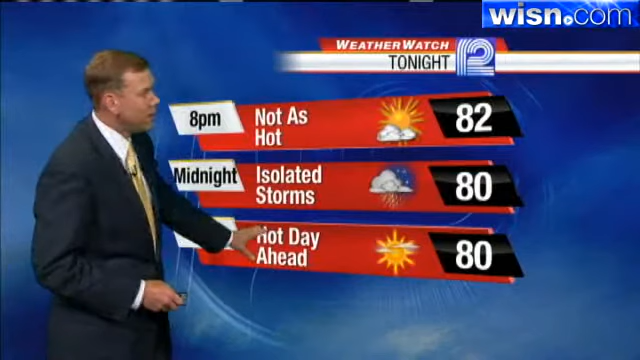 wisn.com
WEATHERWATCH 12
TONIGHT
8pm Not As Hot 82
Midnight Isolated Storms 80
Hot Day Ahead 80